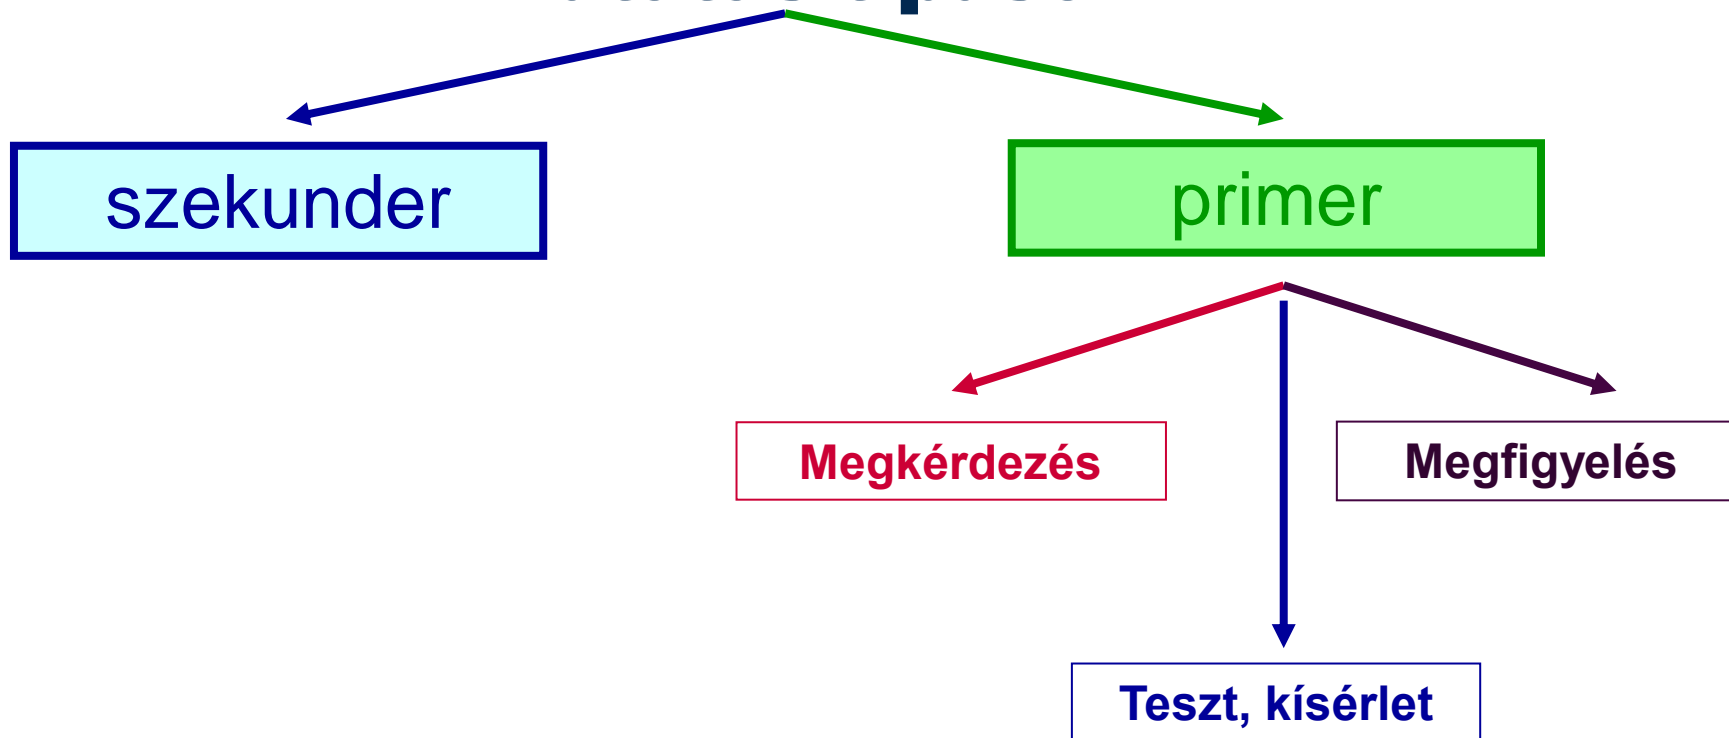 szekunder
primer
Megkérdezés
Megfigyelés
Teszt, kísérlet